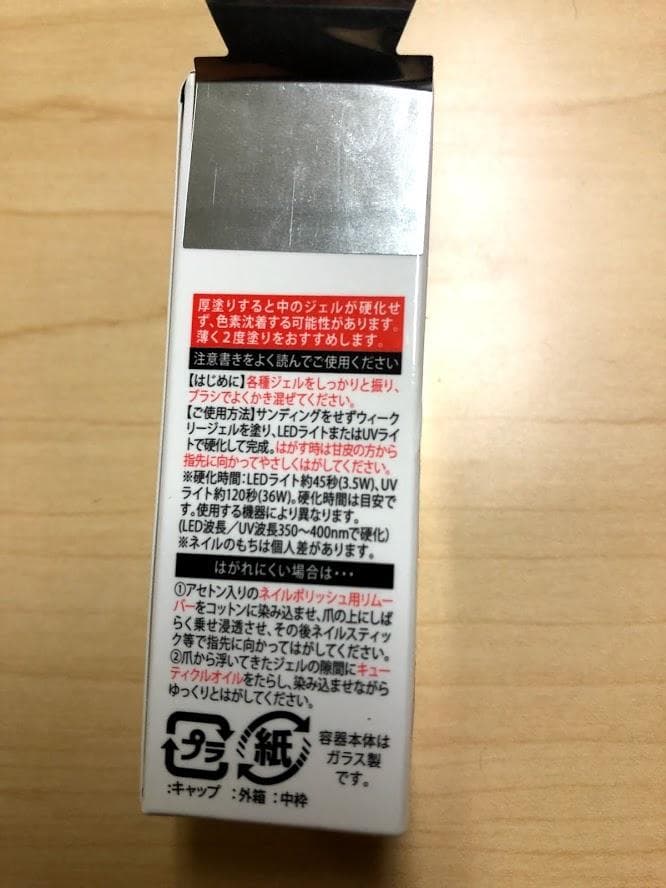 厚塗りすると中のジェルが硬化せ
ず、色素沈着する可能性があります。
薄く２度塗りをおすすめします。
注意書きをよく読んでご使用ください
【はじめに】各種ジェルをしっかりと振り、
ブラシでよくかき混ぜてください。
【ご使用方法】サンディングをせずウィーク
リージェルを塗り、LEDライトまたはUVライ
トで硬化して完成。はがす時は甘皮の方から
指先に向かってやさしくはがしてください。
※硬化時間：LEDライト約45秒(3.5W)、UV
ライト約120秒(36W)。硬化時間は目安で
す。使用する機器により異なります。
(LED波長／UV波長350～400nmで硬化)
※ネイルのもちは個人差があります。
はがれにくい場合は・・・
①アセトン入りのネイルポリッシュ用リムー
バーをコットンに染み込ませ、爪の上にしば
らく乗せ浸透させ、その後ネイルスティッ
ク等で指先に向かってはがしてください。
②爪から浮いてきたジェルの隙間にキュー
ティクルオイルをたらし、染み込ませながら
ゆっくりとはがしてください。
プラ 紙 容器本体は
ガラス製
です。
:キャップ :外箱 :中枠